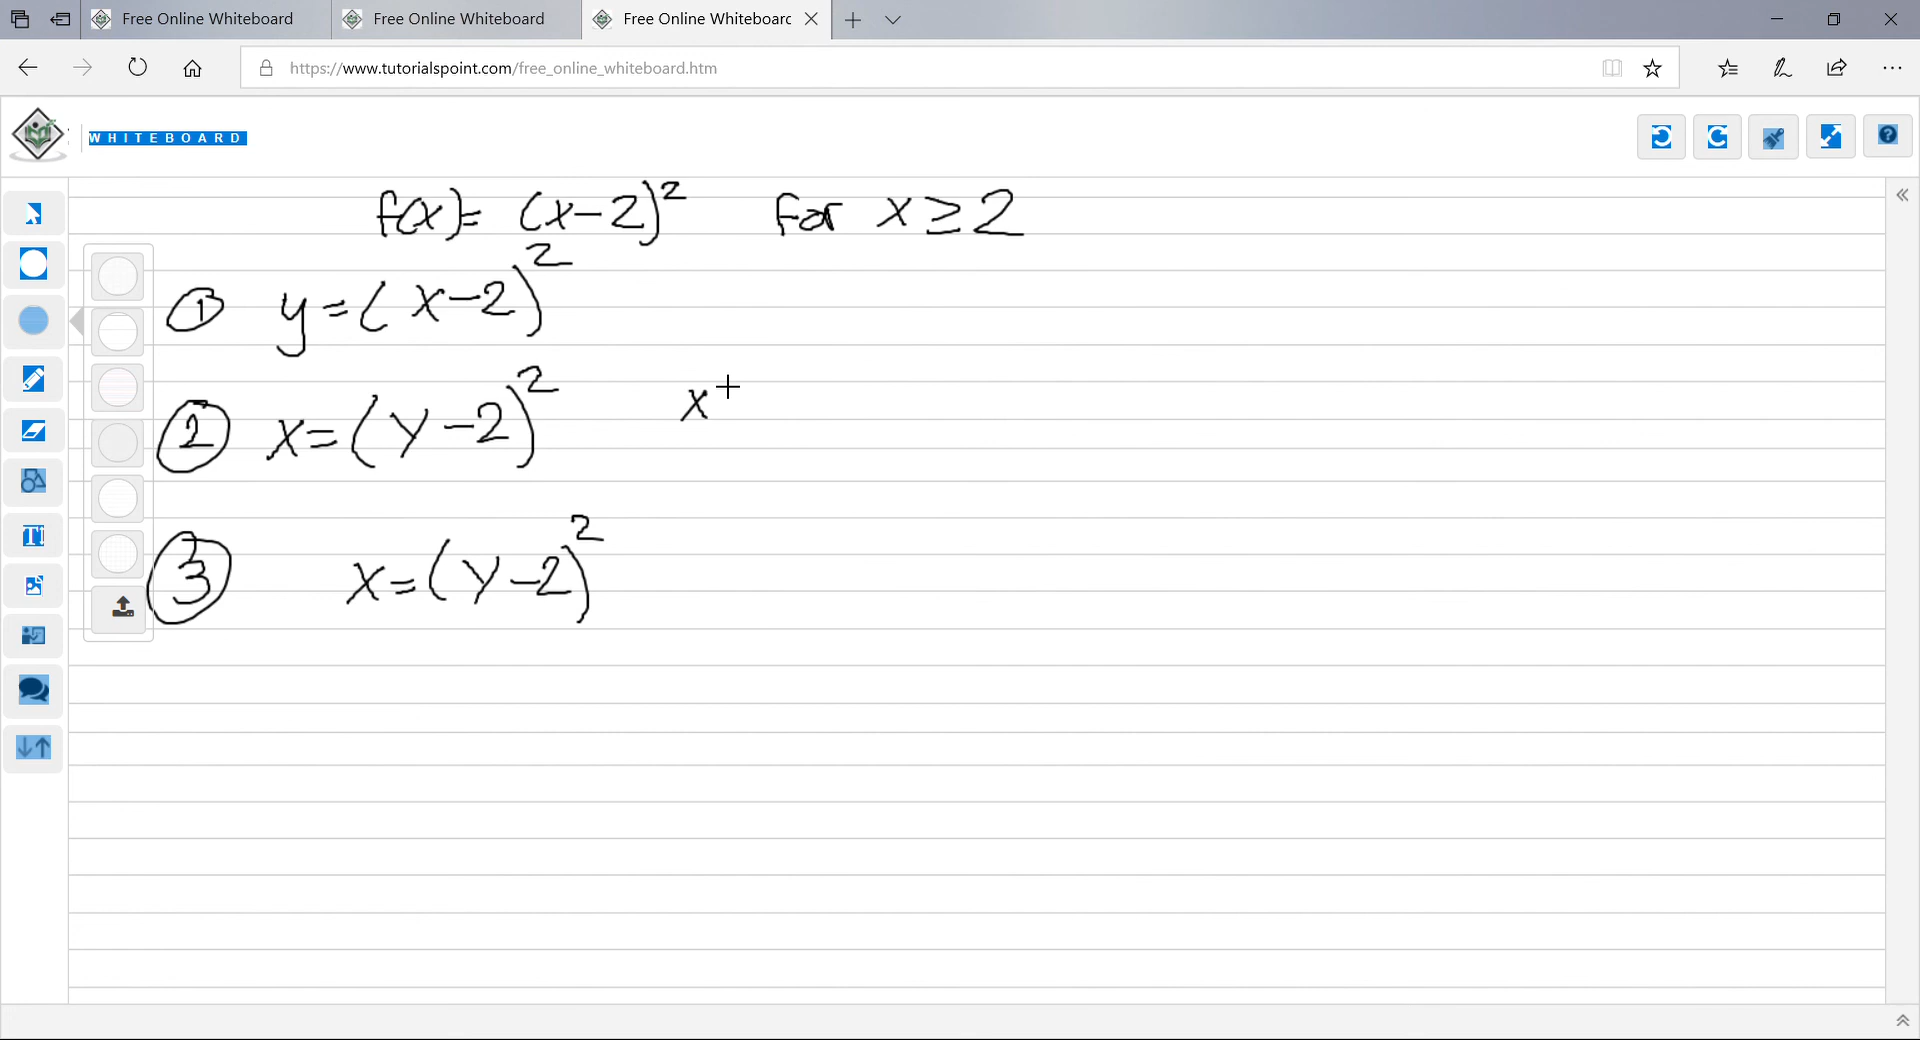 Free Online Whiteboard
Free Online Whiteboard
Free Online Whiteboarc
https://www.tutorialspoint.com/free_online_whiteboard.htm
WHITEBOARD
f(x)= (x-2)² for x ≥ 2
① y=(x-2)²
② x=(y-2)² x
③ x=(y-2)²